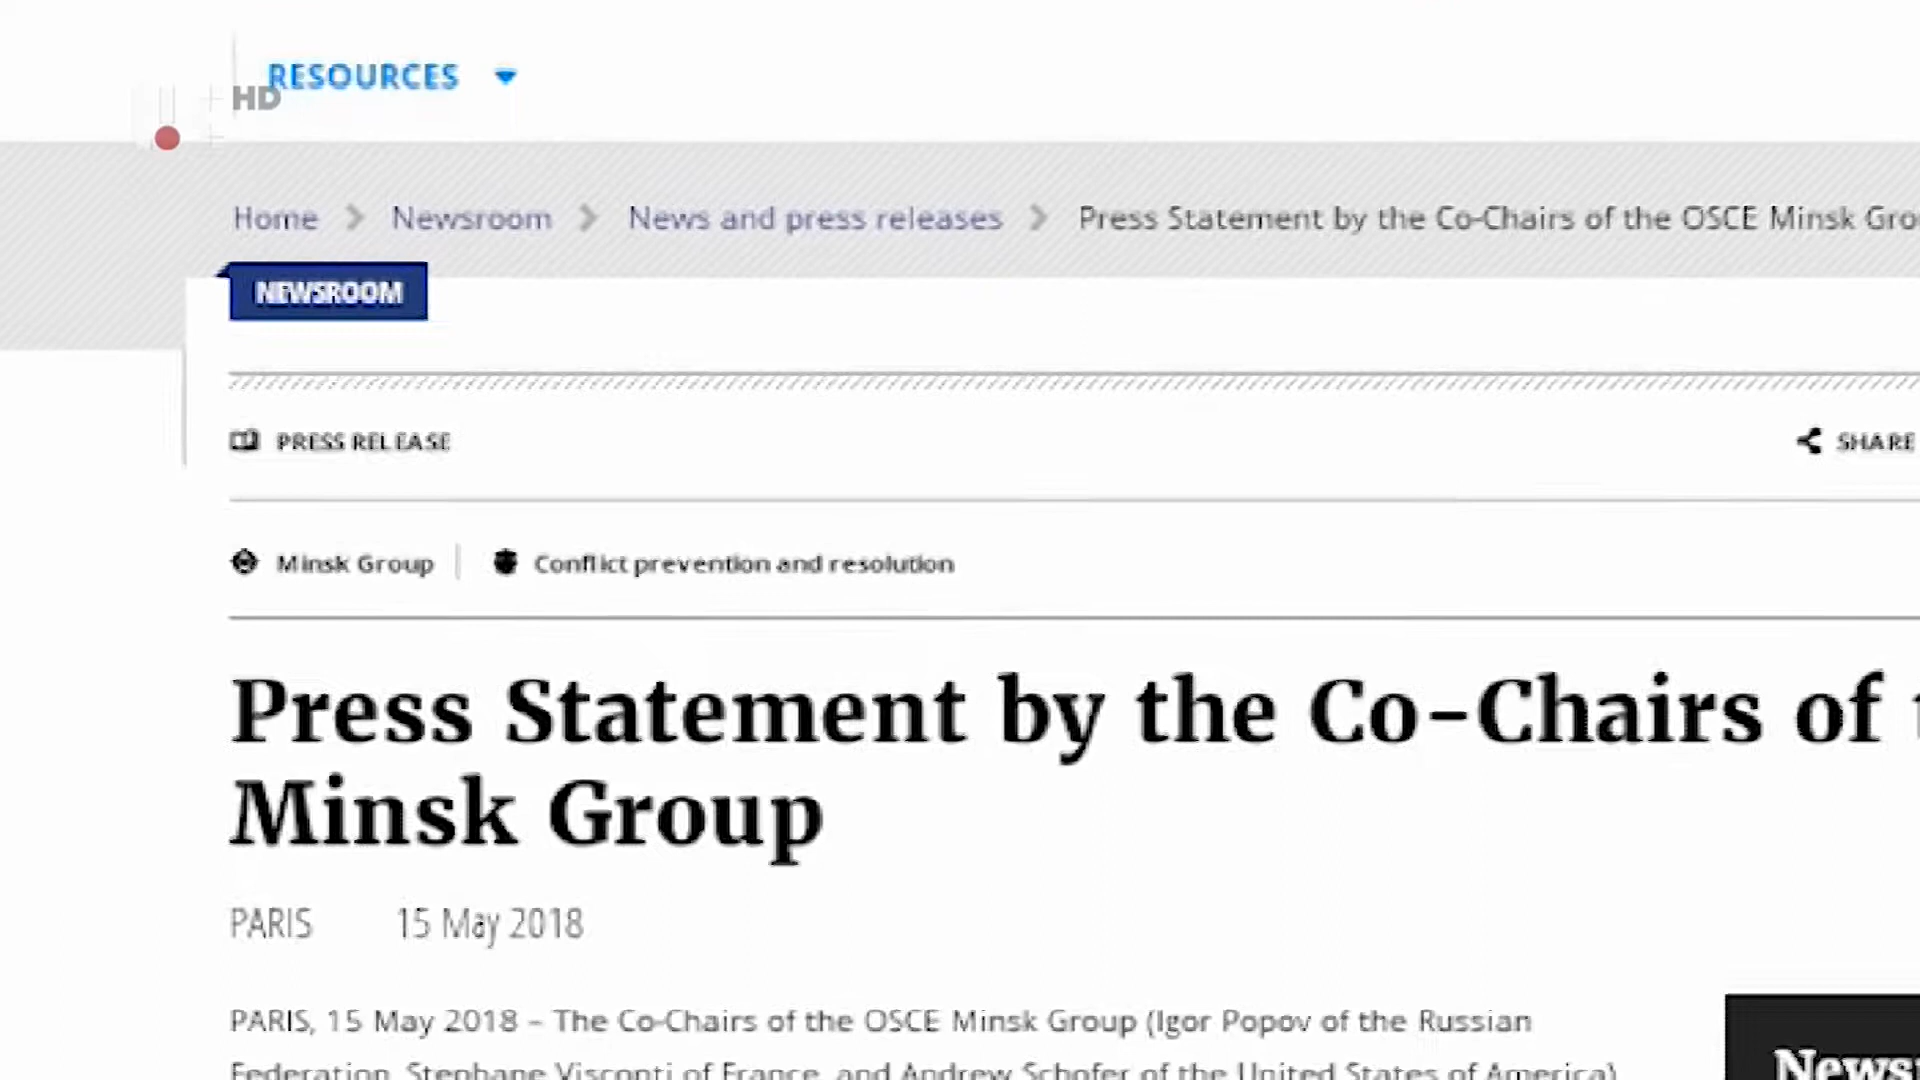 RESOURCES
HD
Home Newsroom News and press releases Press Statement by the Co-Chairs of the OSCE Minsk Gro
NEWSROOM
PRESS RELEASE SHARE
Minsk Group Conflict prevention and resolution
Press Statement by the Co-Chairs of
Minsk Group
PARIS 15 May 2018
PARIS, 15 May 2018 – The Co-Chairs of the OSCE Minsk Group (Igor Popov of the Russian
Federation, Stephane Visconti of France, and Andrew Schofer of the United States of America)
News